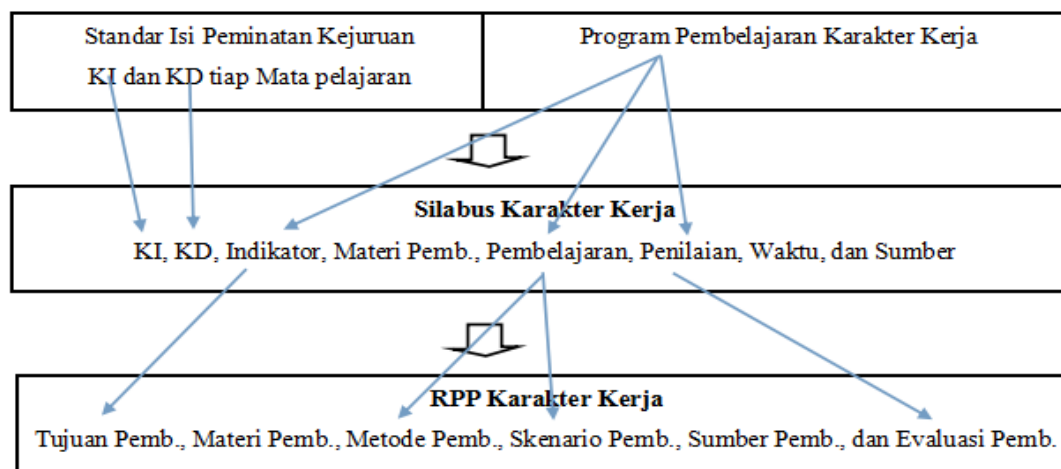 Standar Isi Peminatan Kejuruan
KI dan KD tiap Mata pelajaran
Program Pembelajaran Karakter Kerja
Silabus Karakter Kerja
KI, KD, Indikator, Materi Pemb., Pembelajaran, Penilaian, Waktu, dan Sumber
RPP Karakter Kerja
Tujuan Pemb., Materi Pemb., Metode Pemb., Skenario Pemb., Sumber Pemb., dan Evaluasi Pemb.